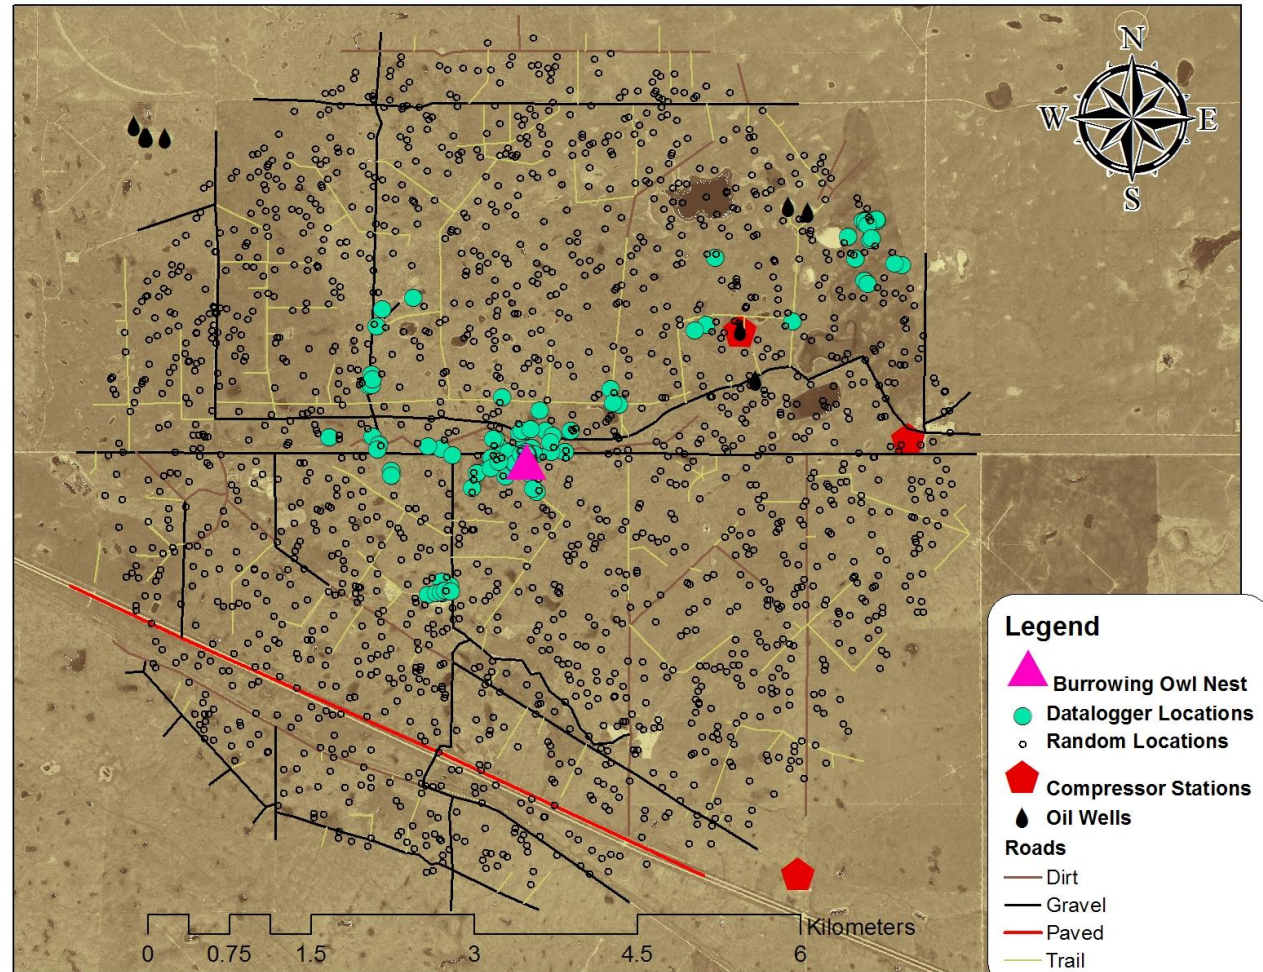 N
W E
S
Legend
Burrowing Owl Nest
Datalogger Locations
Random Locations
Compressor Stations
Oil Wells
Roads
Dirt
Gravel
Paved
Trail
Kilometers
0 0.75 1.5 3 4.5 6